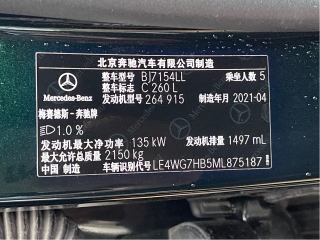 北京奔驰汽车有限公司制造
整车型号 BJ7154LL 乘坐人数 5
整车标志 C 260 L
发动机型号 264 915 制造年月 2021-04
Mercedes-Benz
梅赛德斯-奔驰牌
1.0 %
发动机最大净功率 135 kW 发动机排量 1497 mL
最大允许总质量 2150 kg
中国 制造 车辆识别代号 LE4WG7HB5ML875187